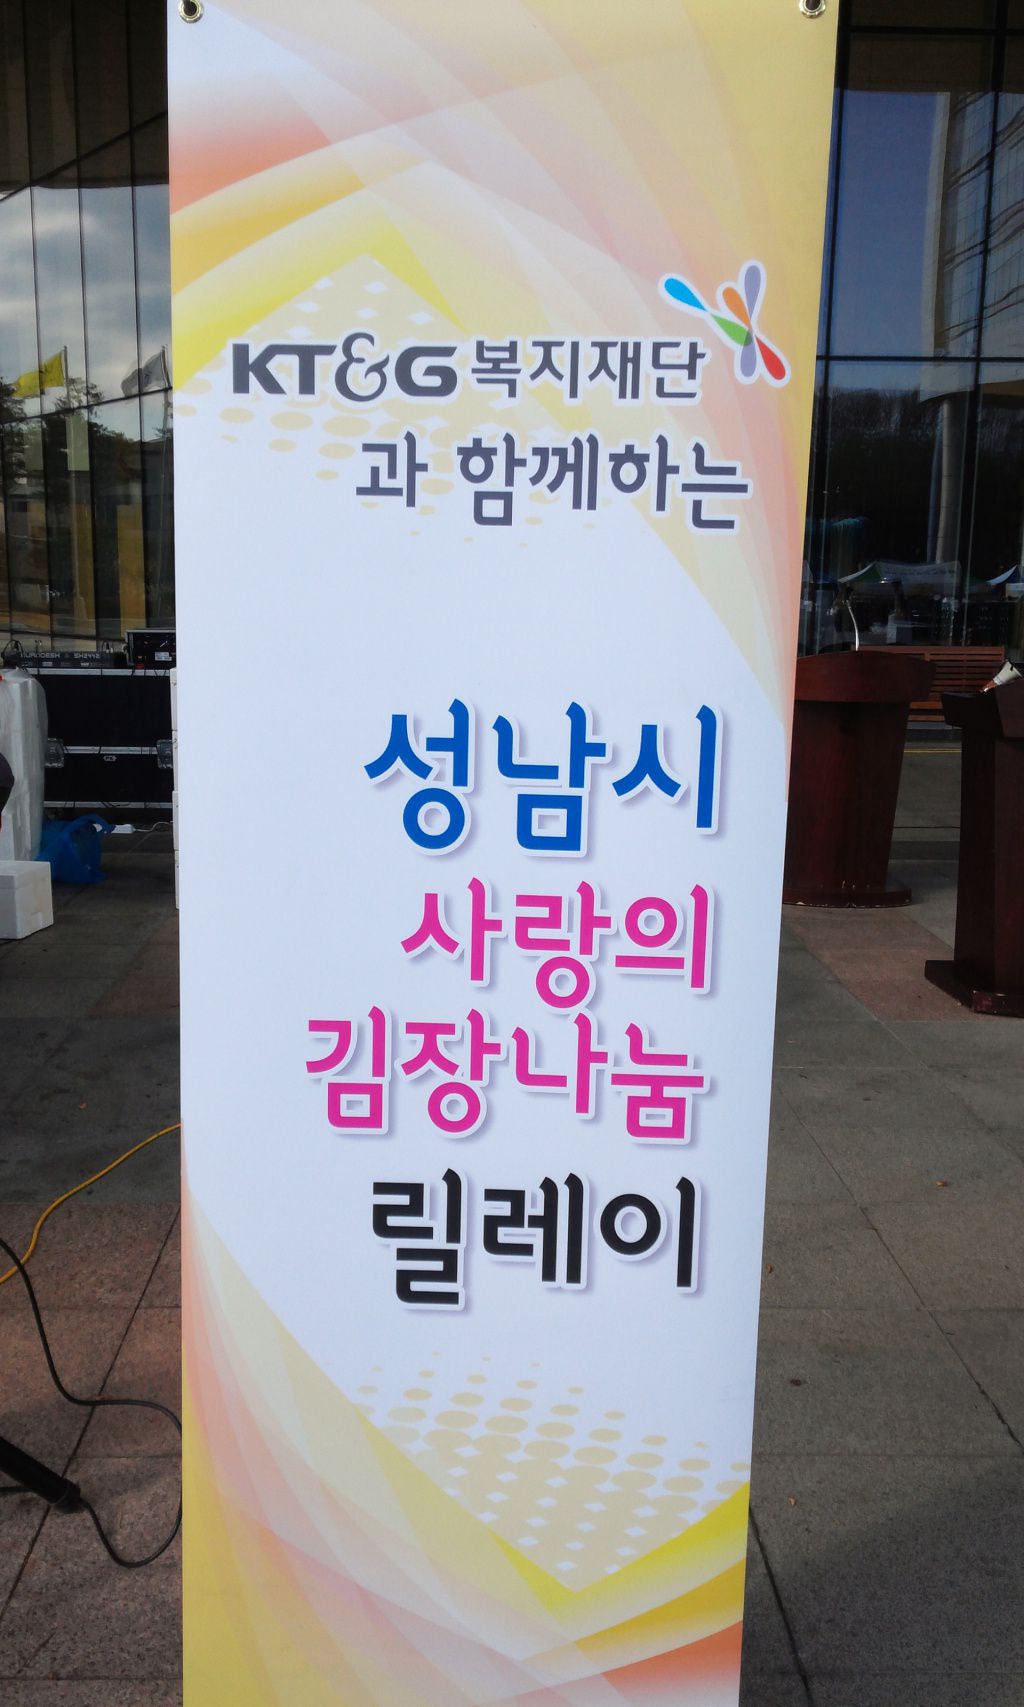 KT&G 복지재단
과 함께하는
성남시
사랑의
김장나눔
릴레이